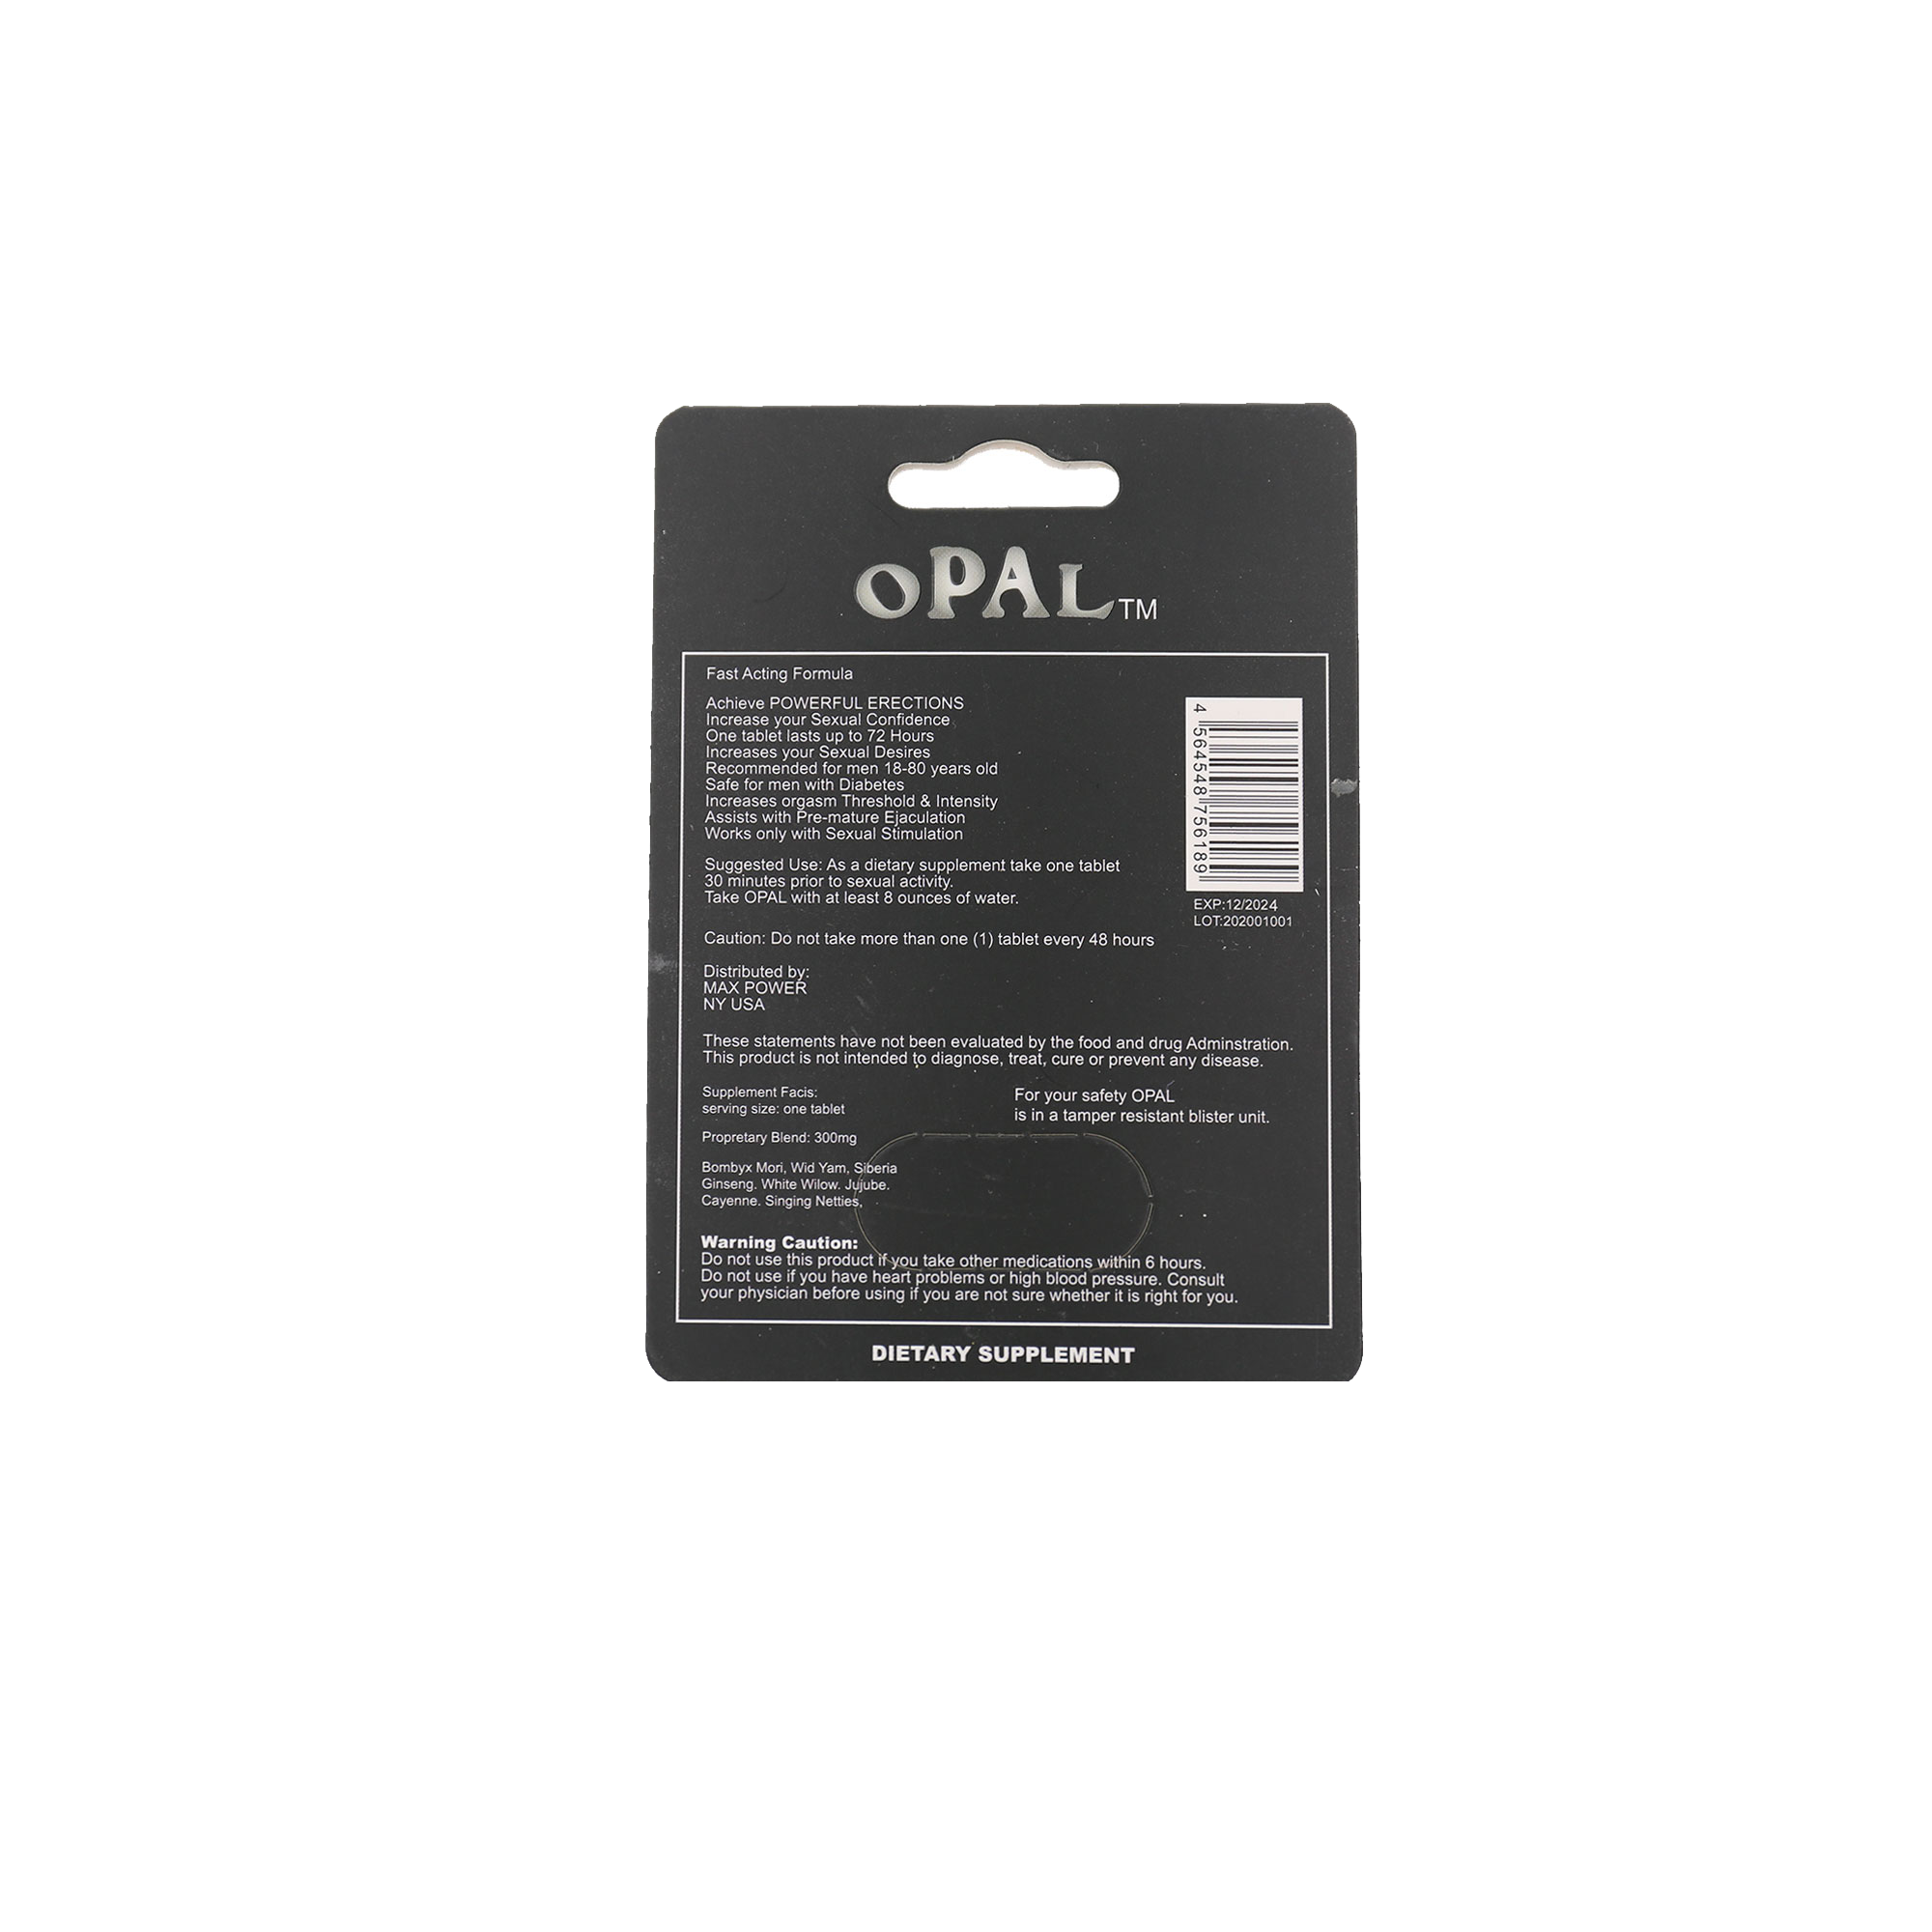 OPAL TM
Fast Acting Formula
Achieve POWERFUL ERECTIONS
Increase your Sexual Confidence
One tablet lasts up to 72 Hours
Increases your Sexual Desires
Recommended for men 18-80 years old
Safe for men with Diabetes
Increases orgasm Threshold & Intensity
Assists with Pre-mature Ejaculation
Works only with Sexual Stimulation
4 564548 756189
EXP:12/2024
LOT:202001001
Suggested Use: As a dietary supplement take one tablet
30 minutes prior to sexual activity.
Take OPAL with at least 8 ounces of water.
Caution: Do not take more than one (1) tablet every 48 hours
Distributed by:
MAX POWER
NY USA
These statements have not been evaluated by the food and drug Adminstration.
This product is not intended to diagnose, treat, cure or prevent any disease.
Supplement Facis:
serving size: one tablet
Propretary Blend: 300mg
Bombyx Mori, Wid Yam, Siberia
Ginseng. White Wilow. Jujube.
Cayenne. Singing Netties,
For your safety OPAL
is in a tamper resistant blister unit.
Warning Caution:
Do not use this product if you take other medications within 6 hours.
Do not use if you have heart problems or high blood pressure. Consult
your physician before using if you are not sure whether it is right for you.
DIETARY SUPPLEMENT